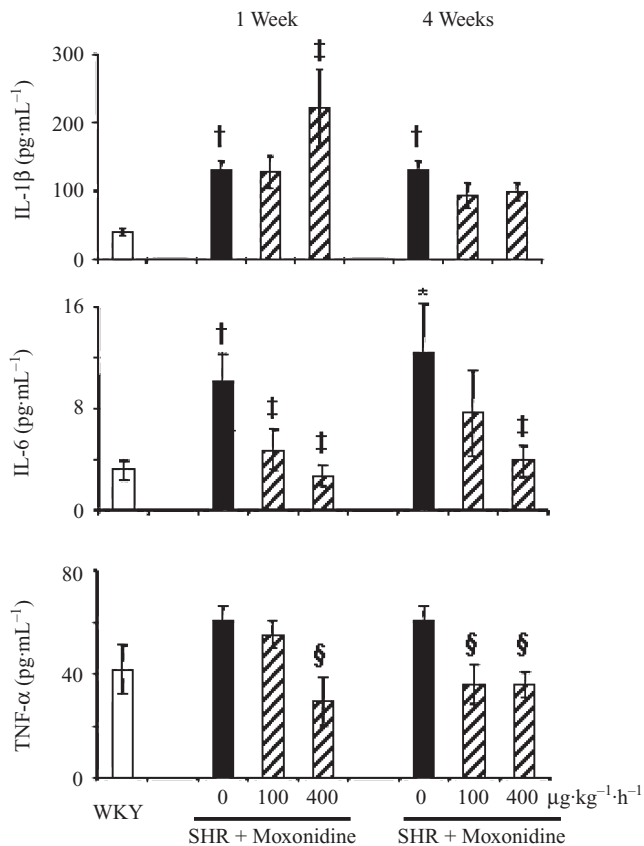 1 Week 4 Weeks
IL-1β (pg·mL⁻¹)
300
200
100
0
† ‡ †
IL-6 (pg·mL⁻¹)
16
8
0
† ‡ ‡ * ‡
TNF-α (pg·mL⁻¹)
80
40
0
§ § §
WKY 0 100 400 0 100 400 μg·kg⁻¹·h⁻¹
SHR + Moxonidine SHR + Moxonidine